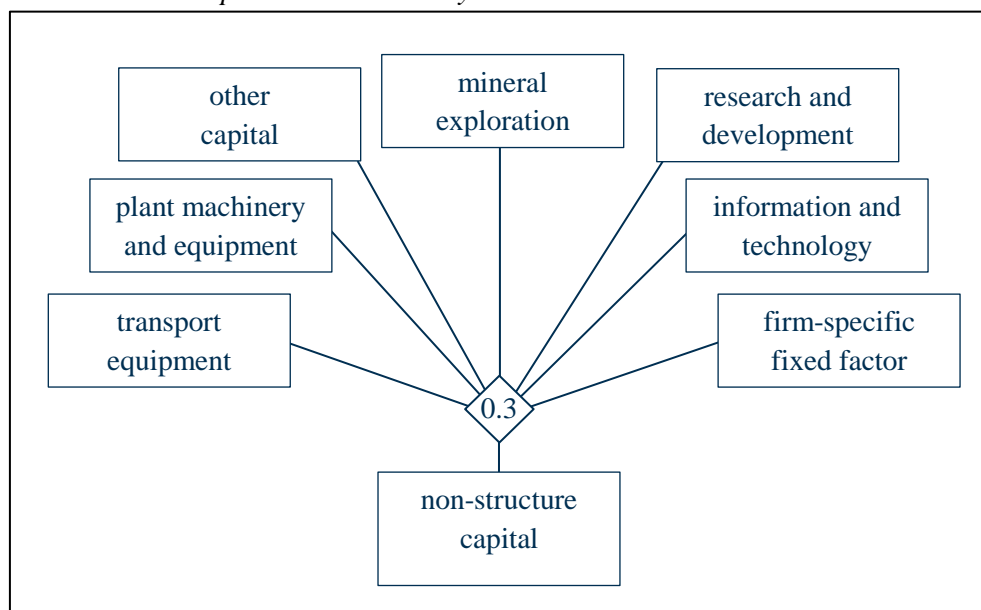 other
capital
mineral
exploration
research and
development
plant machinery
and equipment
information and
technology
transport
equipment
firm-specific
fixed factor
0.3
non-structure
capital